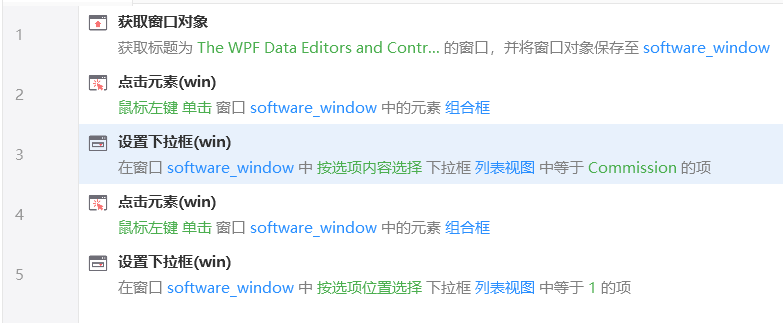 1
获取窗口对象
获取标题为 The WPF Data Editors and Contr... 的窗口，并将窗口对象保存至 software_window
2
点击元素(win)
鼠标左键 单击 窗口 software_window 中的元素 组合框
3
设置下拉框(win)
在窗口 software_window 中 按选项内容选择 下拉框 列表视图 中等于 Commission 的项
4
点击元素(win)
鼠标左键 单击 窗口 software_window 中的元素 组合框
5
设置下拉框(win)
在窗口 software_window 中 按选项位置选择 下拉框 列表视图 中等于 1 的项